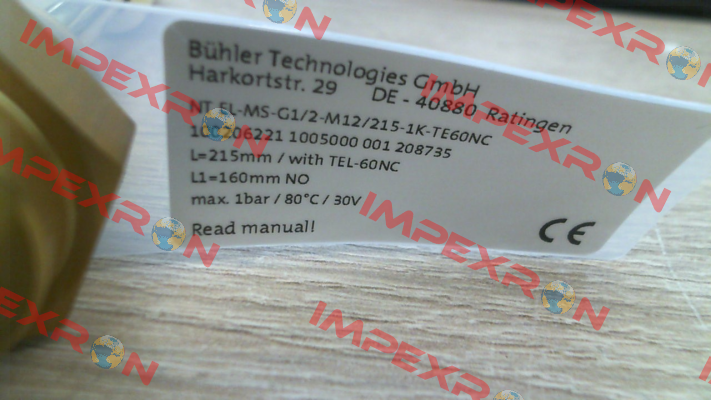 Bühler Technologies GmbH
Harkortstr. 29 DE - 40880 Ratingen
NT EL-MS-G1/2-M12/215-1K-TE60NC
100206221 1005000 001 208735
L=215mm / with TEL-60NC
L1=160mm NO
max. 1bar / 80°C / 30V
Read manual!
CE
IMPEXRON
IMPEXRON
IMPEXRON
IMPEXRON
IMPEXRON
IMPEXRON
IMPEXRON
IMPEXRON